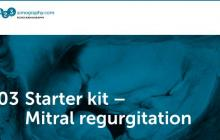 sonography.com
03 Starter kit –
Mitral regurgitation